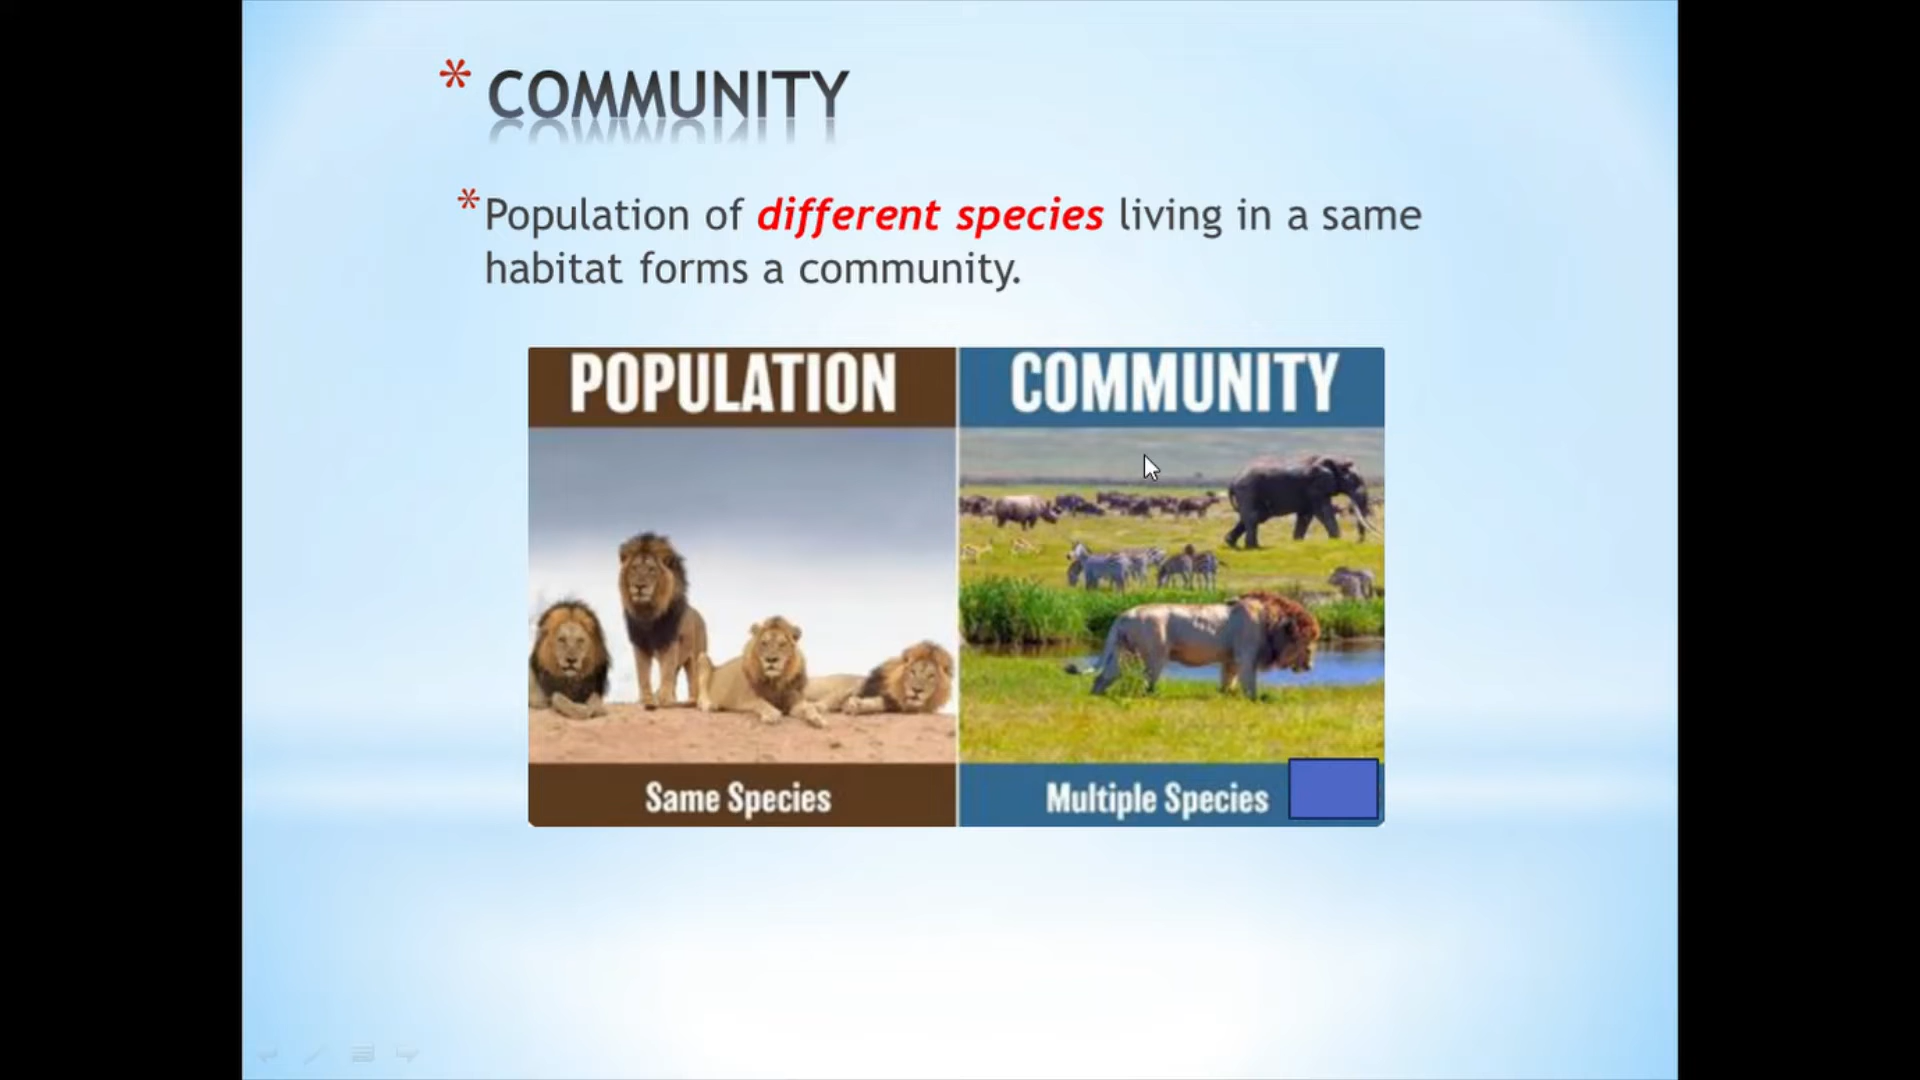 * COMMUNITY
* Population of different species living in a same
habitat forms a community.
POPULATION
COMMUNITY
Same Species
Multiple Species